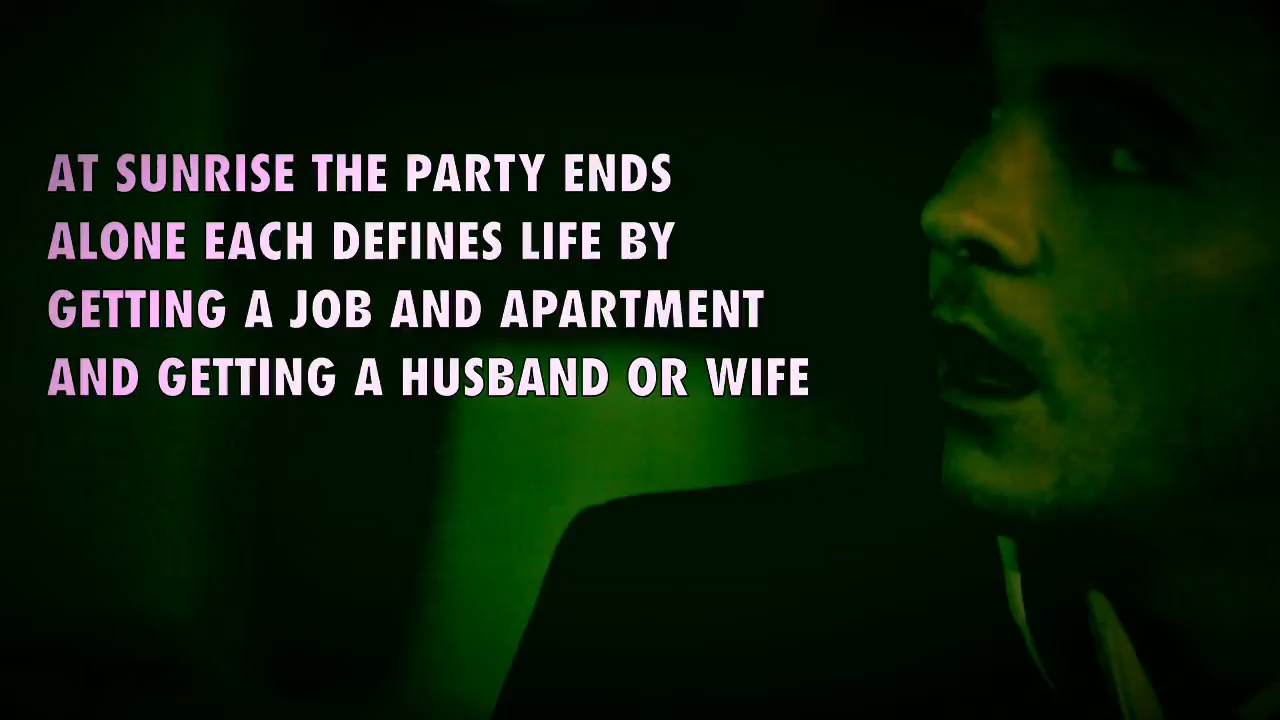 AT SUNRISE THE PARTY ENDS
ALONE EACH DEFINES LIFE BY
GETTING A JOB AND APARTMENT
AND GETTING A HUSBAND OR WIFE